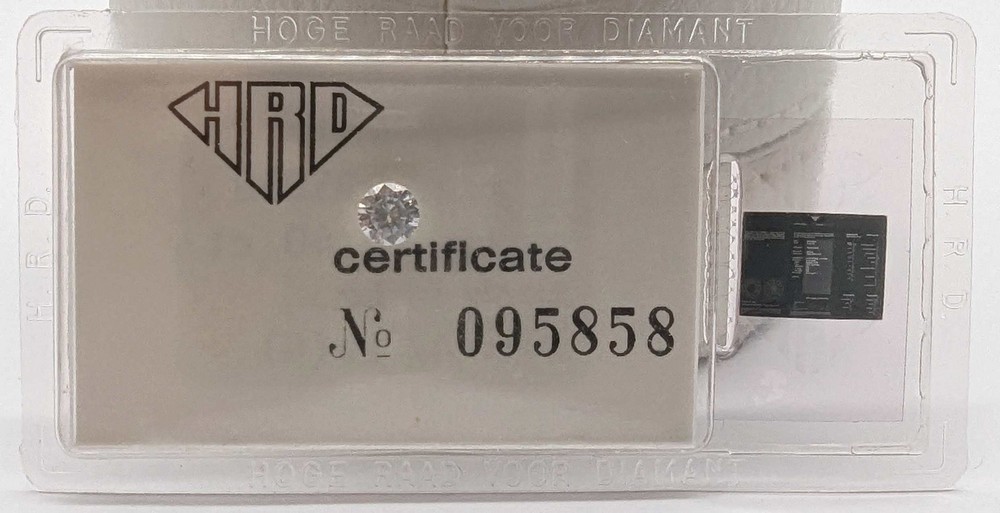 HOGE RAAD VOOR DIAMANT
HRD
certificate
№ 095858
H.R.D.
H R D.
HOGE RAAD VOOR DIAMANT